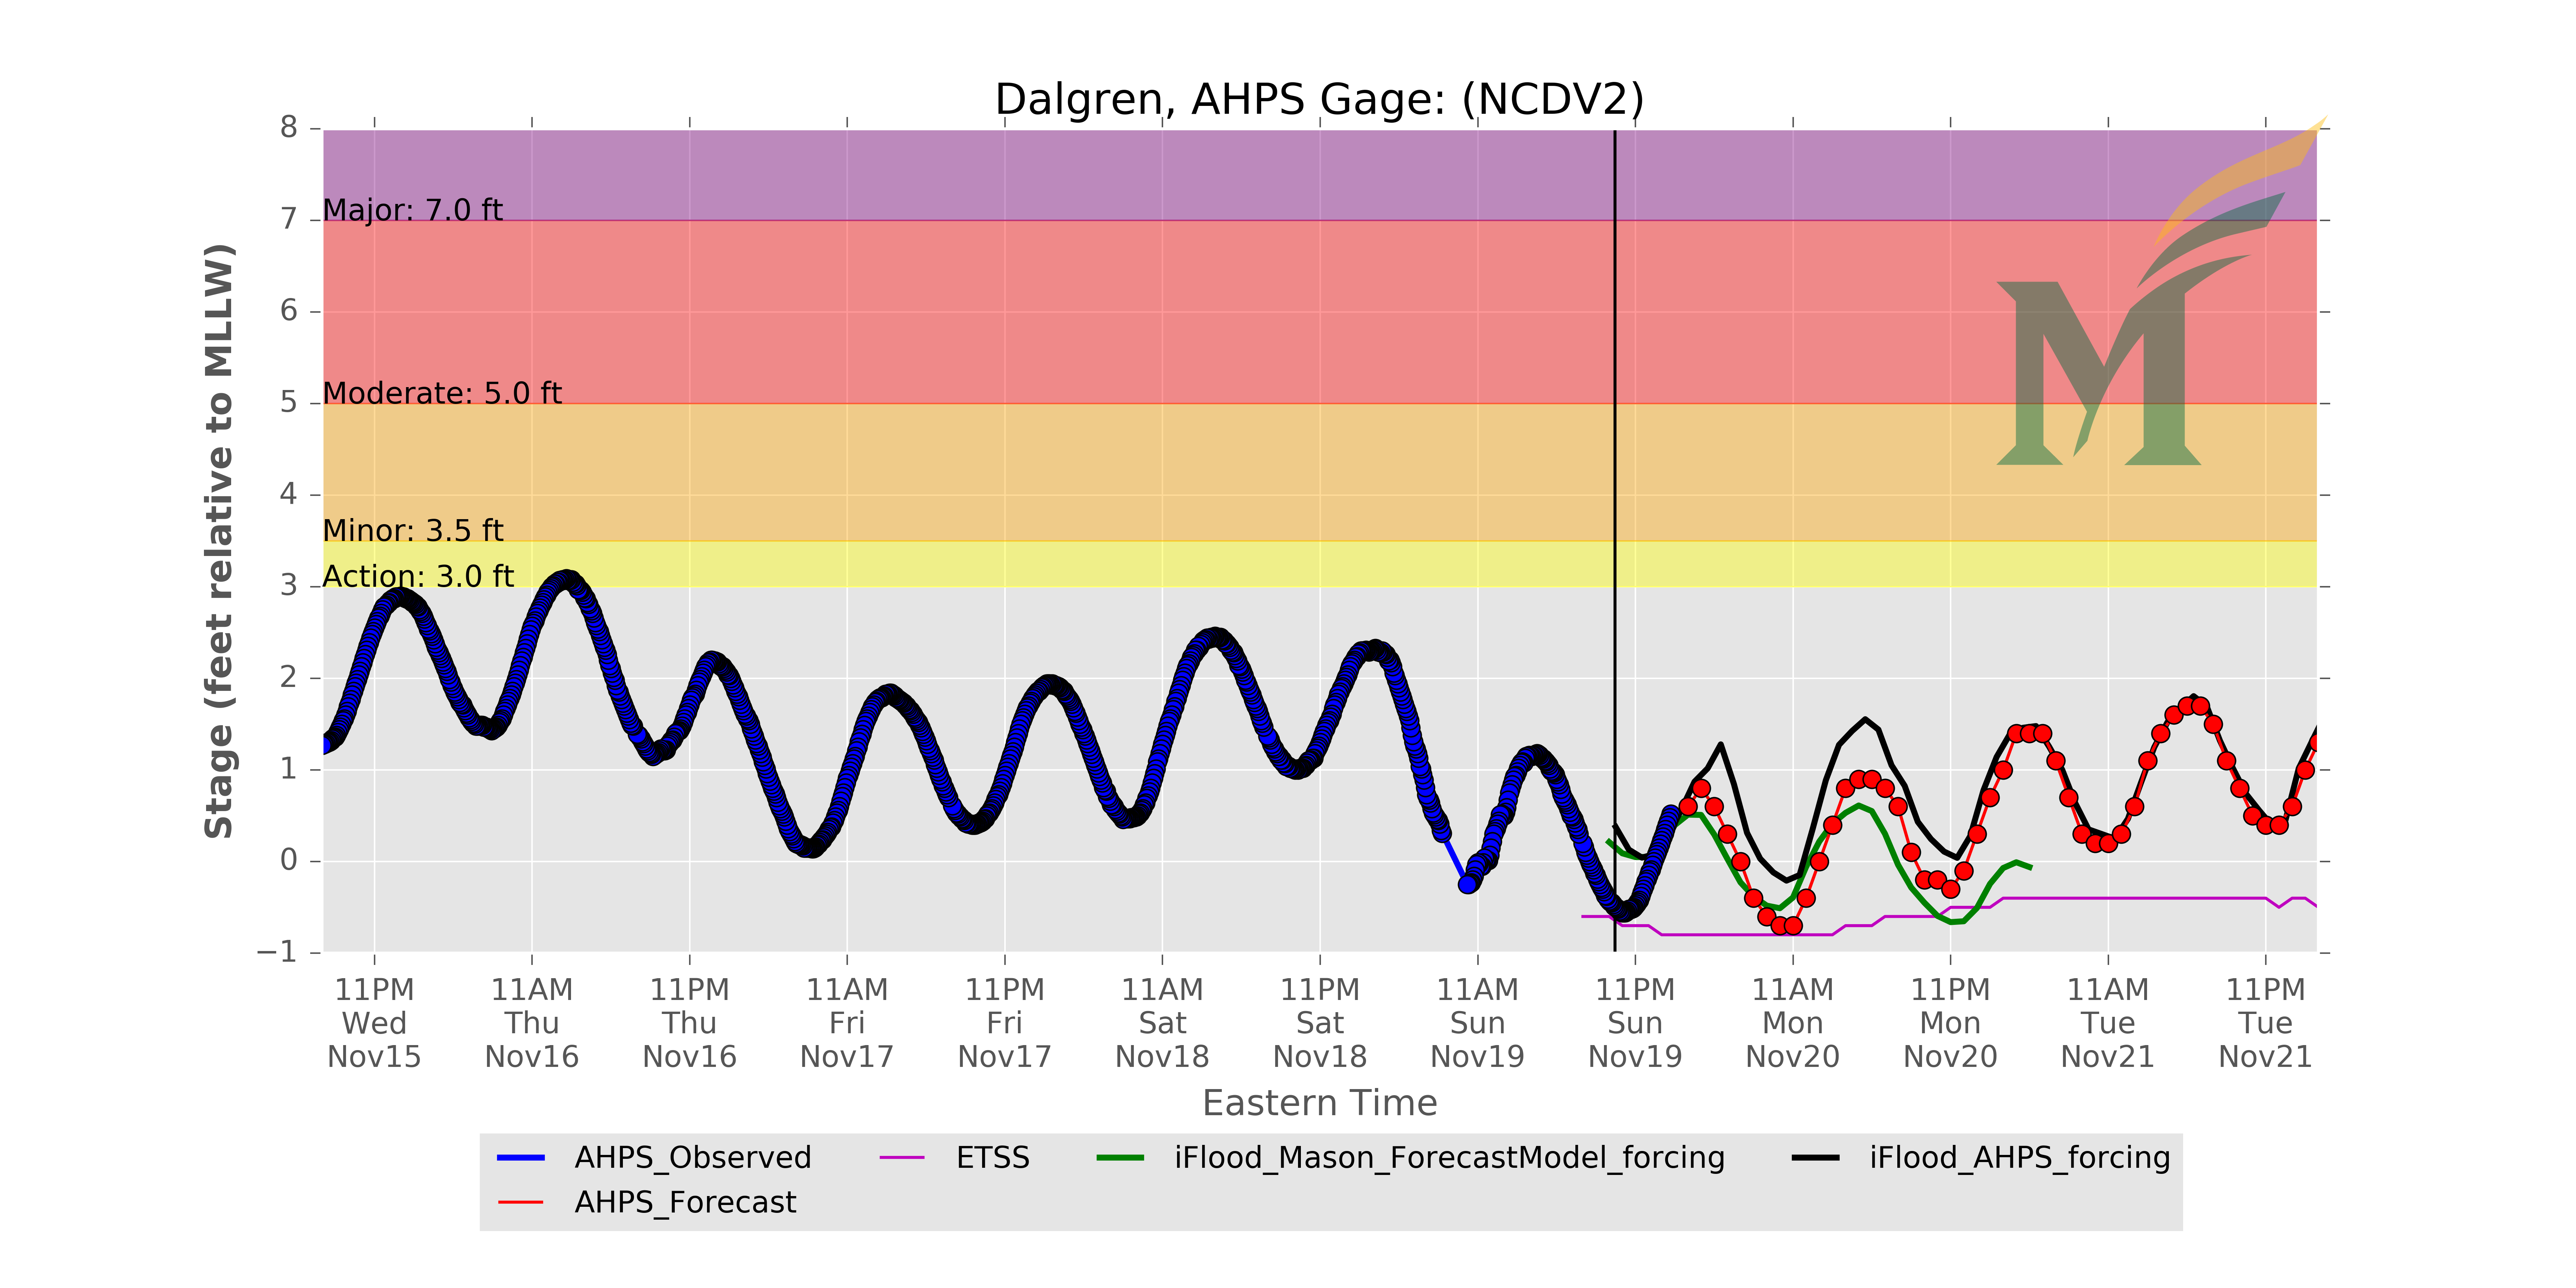 Dalgren, AHPS Gage: (NCDV2)
Stage (feet relative to MLLW)
8
7
6
5
4
3
2
1
0
−1
Major: 7.0 ft
Moderate: 5.0 ft
Minor: 3.5 ft
Action: 3.0 ft
M
11PM 11AM 11PM 11AM 11PM 11AM 11PM 11AM 11PM 11AM 11PM 11AM 11PM
Wed Thu Thu Fri Fri Sat Sat Sun Sun Mon Mon Tue Tue
Nov15 Nov16 Nov16 Nov17 Nov17 Nov18 Nov18 Nov19 Nov19 Nov20 Nov20 Nov21 Nov21
Eastern Time
AHPS_Observed ETSS iFlood_Mason_ForecastModel_forcing iFlood_AHPS_forcing
AHPS_Forecast